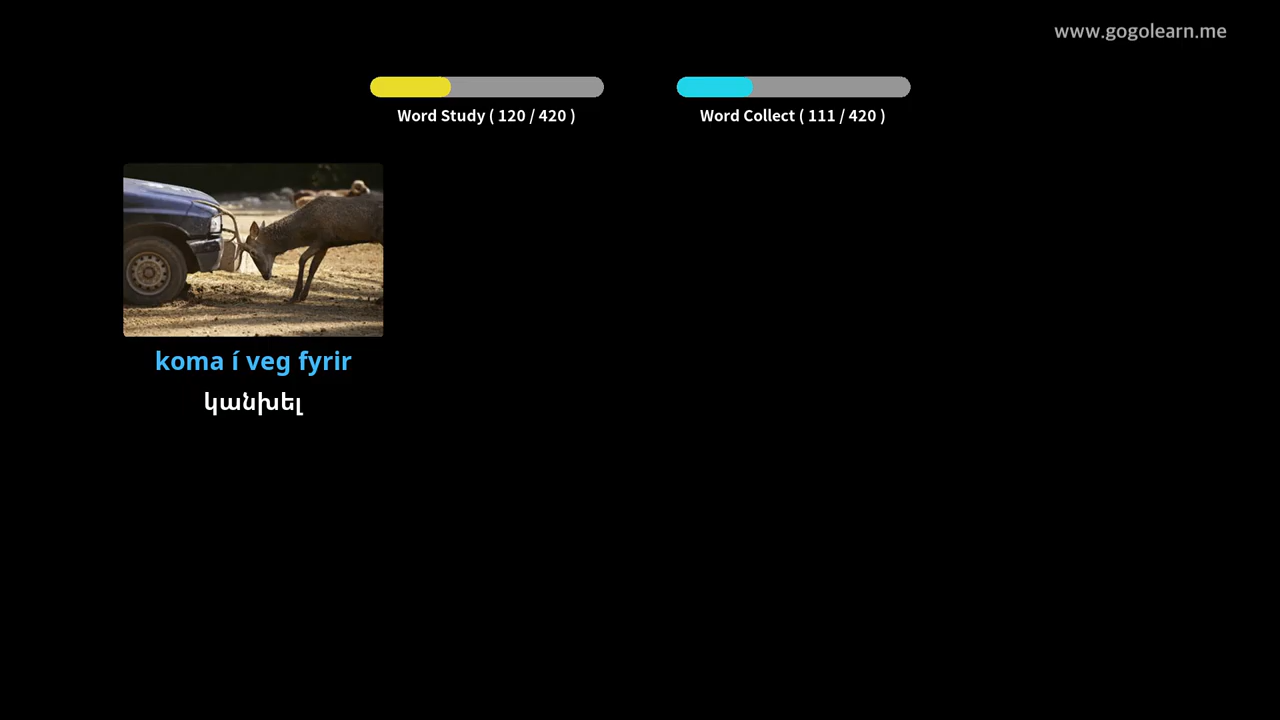 www.gogolearn.me
Word Study ( 120 / 420 )
Word Collect ( 111 / 420 )
koma í veg fyrir
կանխել